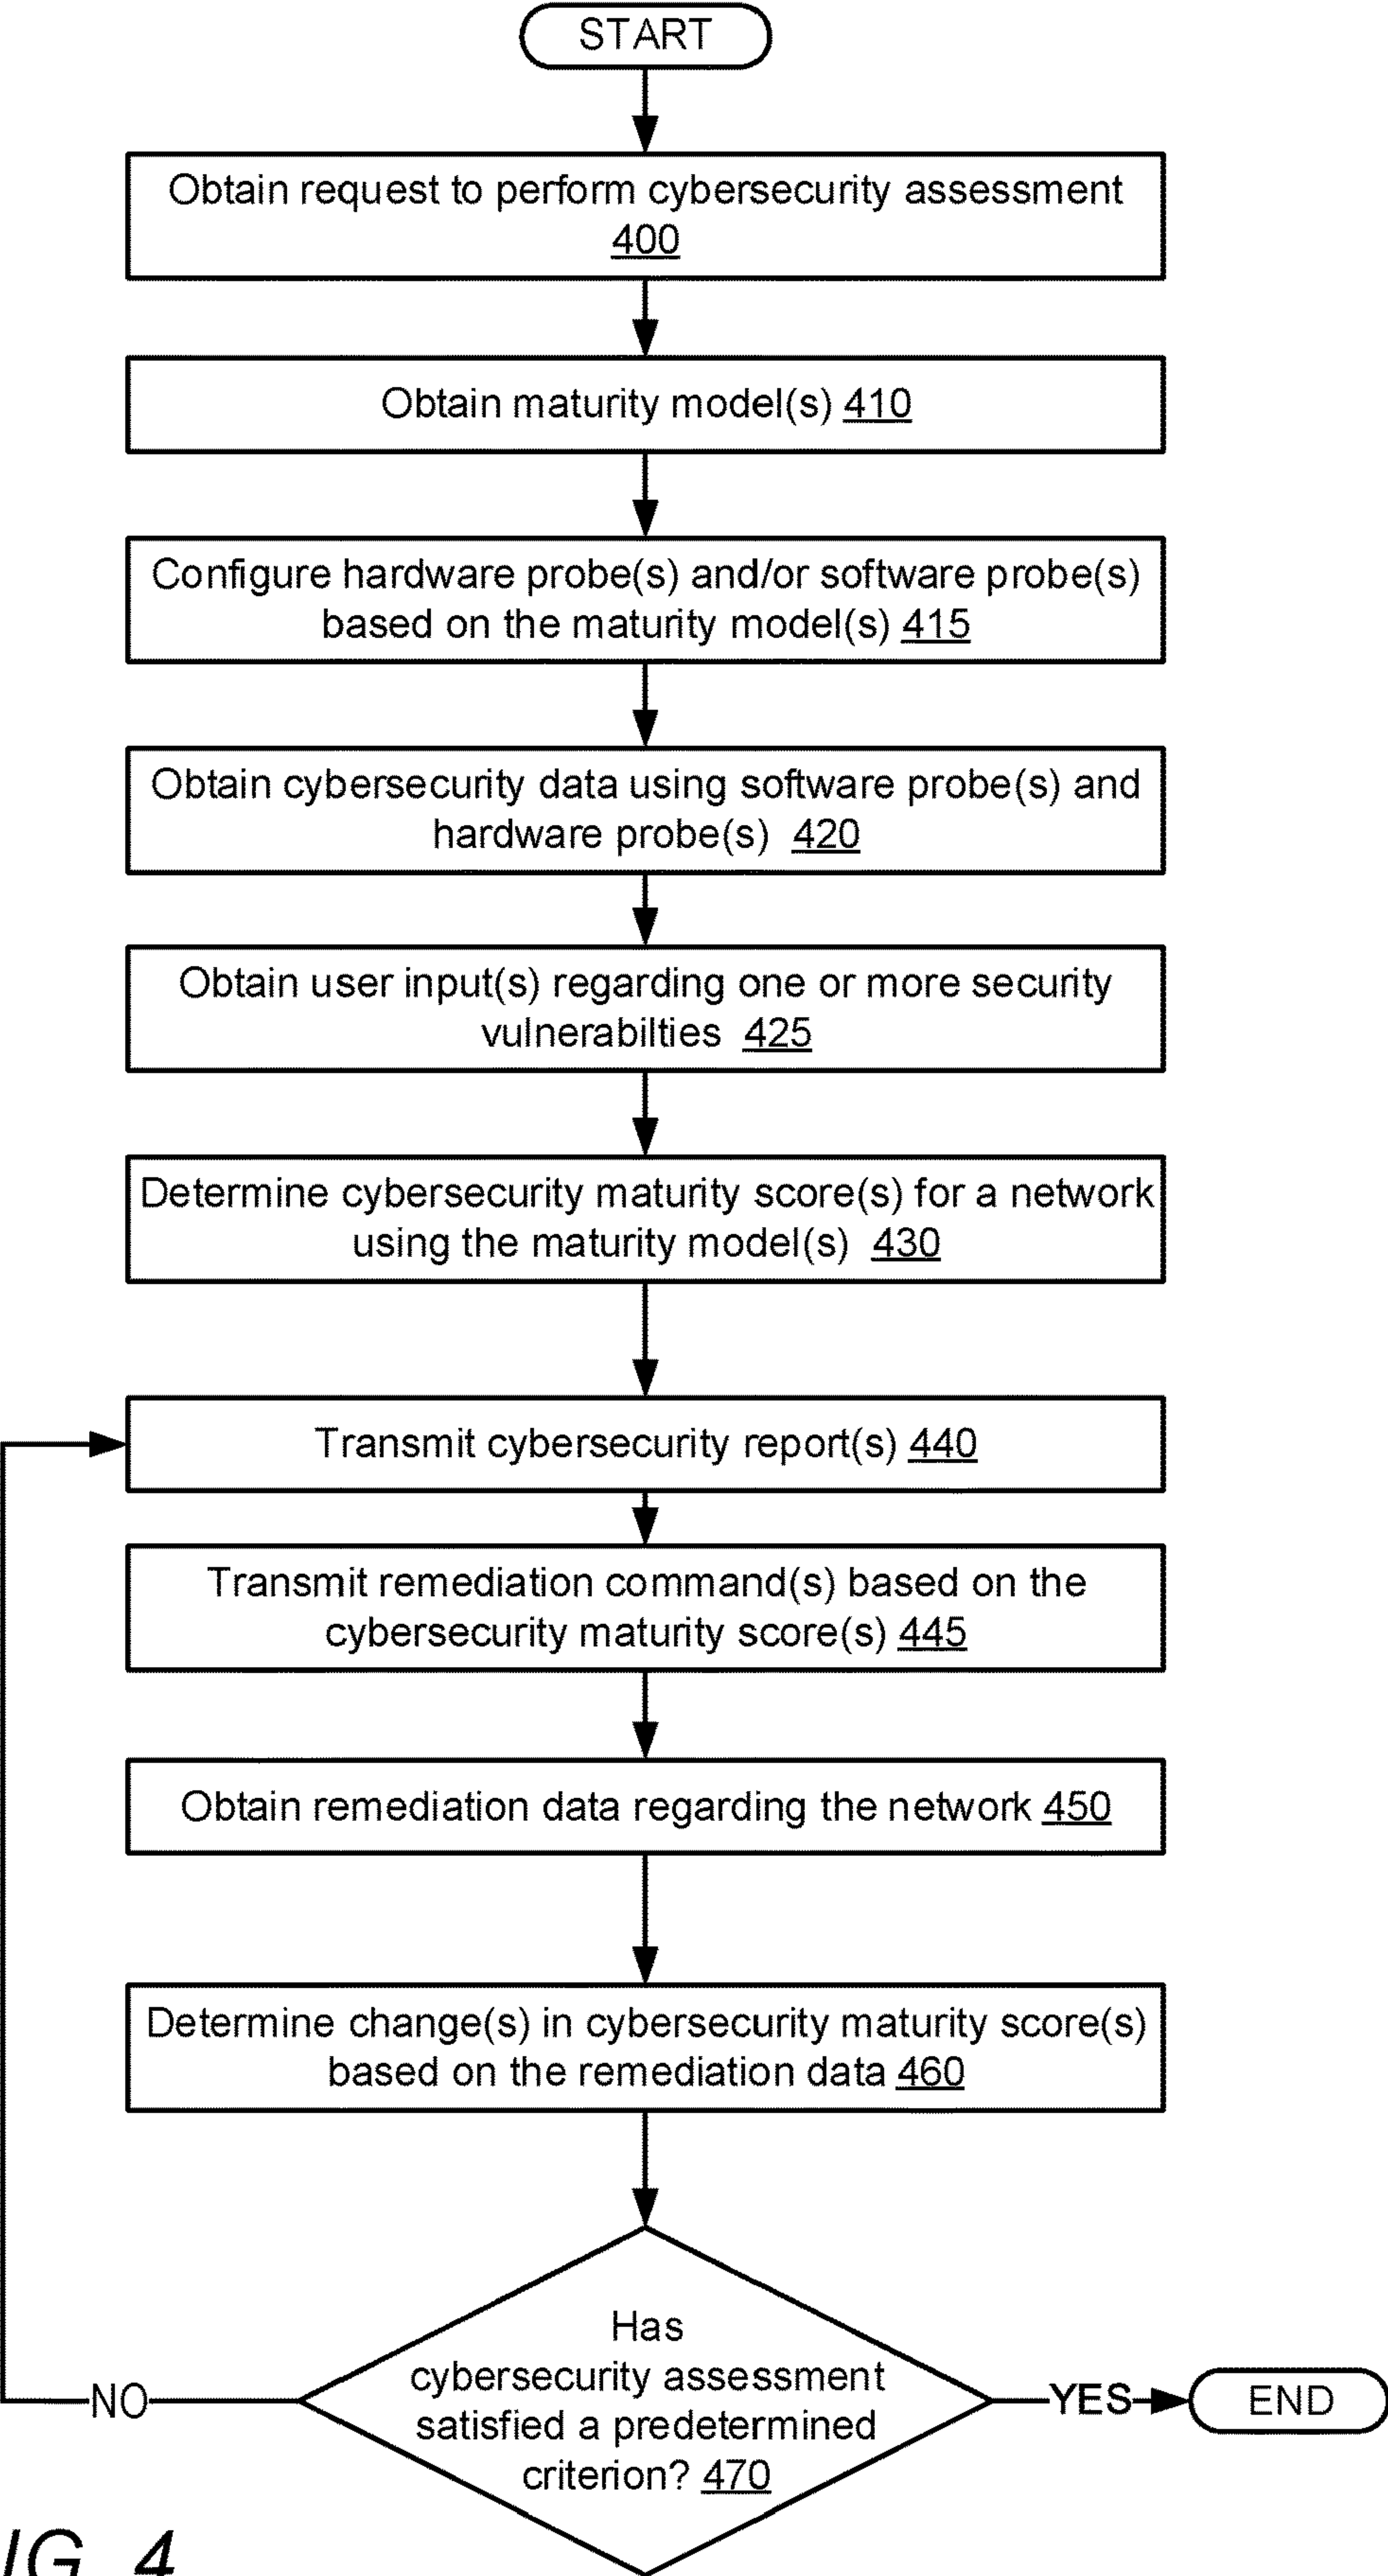 START
Obtain request to perform cybersecurity assessment
400
Obtain maturity model(s) 410
Configure hardware probe(s) and/or software probe(s)
based on the maturity model(s) 415
Obtain cybersecurity data using software probe(s) and
hardware probe(s) 420
Obtain user input(s) regarding one or more security
vulnerabilties 425
Determine cybersecurity maturity score(s) for a network
using the maturity model(s) 430
Transmit cybersecurity report(s) 440
Transmit remediation command(s) based on the
cybersecurity maturity score(s) 445
Obtain remediation data regarding the network 450
Determine change(s) in cybersecurity maturity score(s)
based on the remediation data 460
Has
cybersecurity assessment
satisfied a predetermined
criterion? 470
NO
YES
END
IG. 4